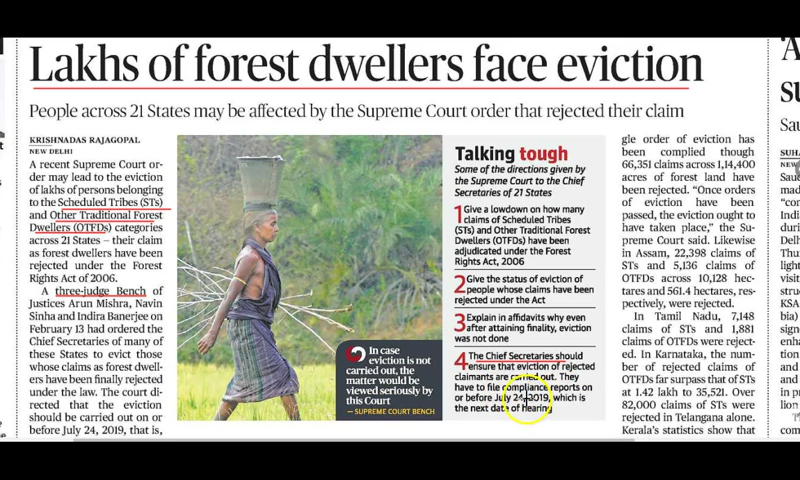 Lakhs of forest dwellers face eviction
People across 21 States may be affected by the Supreme Court order that rejected their claim
KRISHNADAS RAJAGOPAL
NEW DELHI
A recent Supreme Court or-
der may lead to the eviction
of lakhs of persons belonging
to the Scheduled Tribes (STs)
and Other Traditional Forest
Dwellers (OTFDs) categories
across 21 States – their claim
as forest dwellers have been
rejected under the Forest
Rights Act of 2006.
A three-judge Bench of
Justices Arun Mishra, Navin
Sinha and Indira Banerjee on
February 13 had ordered the
Chief Secretaries of many of
these States to evict those
whose claims as forest dwell-
ers have been finally rejected
under the law. The court di-
rected that the eviction
should be carried out on or
before July 24, 2019, that is,
In case
eviction is not
carried out, the
matter would be
viewed seriously by
this Court
— SUPREME COURT BENCH
Talking tough
Some of the directions given by
the Supreme Court to the Chief
Secretaries of 21 States
1 Give a lowdown on how many
claims of Scheduled Tribes
(STs) and Other Traditional Forest
Dwellers (OTFDs) have been
adjudicated under the Forest
Rights Act, 2006
2 Give the status of eviction of
people whose claims have been
rejected under the Act
3 Explain in affidavits why even
after attaining finality, eviction
was not done
4 The Chief Secretaries should
ensure that eviction of rejected
claimants are carried out. They
have to file compliance reports on
or before July 24, 2019, which is
the next date of hearing
gle order of eviction has
been complied though
66,351 claims across 1,14,400
acres of forest land have
been rejected. “Once orders
of eviction have been
passed, the eviction ought to
have taken place,” the Su-
preme Court said. Likewise
in Assam, 22,398 claims of
STs and 5,136 claims of
OTFDs across 10,128 hec-
tares and 561.4 hectares, res-
pectively, were rejected.
In Tamil Nadu, 7,148
claims of STs and 1,881
claims of OTFDs were reject-
ed. In Karnataka, the num-
ber of rejected claims of
OTFDs far surpass that of STs
at 1.42 lakh to 35,521. Over
82,000 claims of STs were
rejected in Telangana alone.
Kerala’s statistics show that